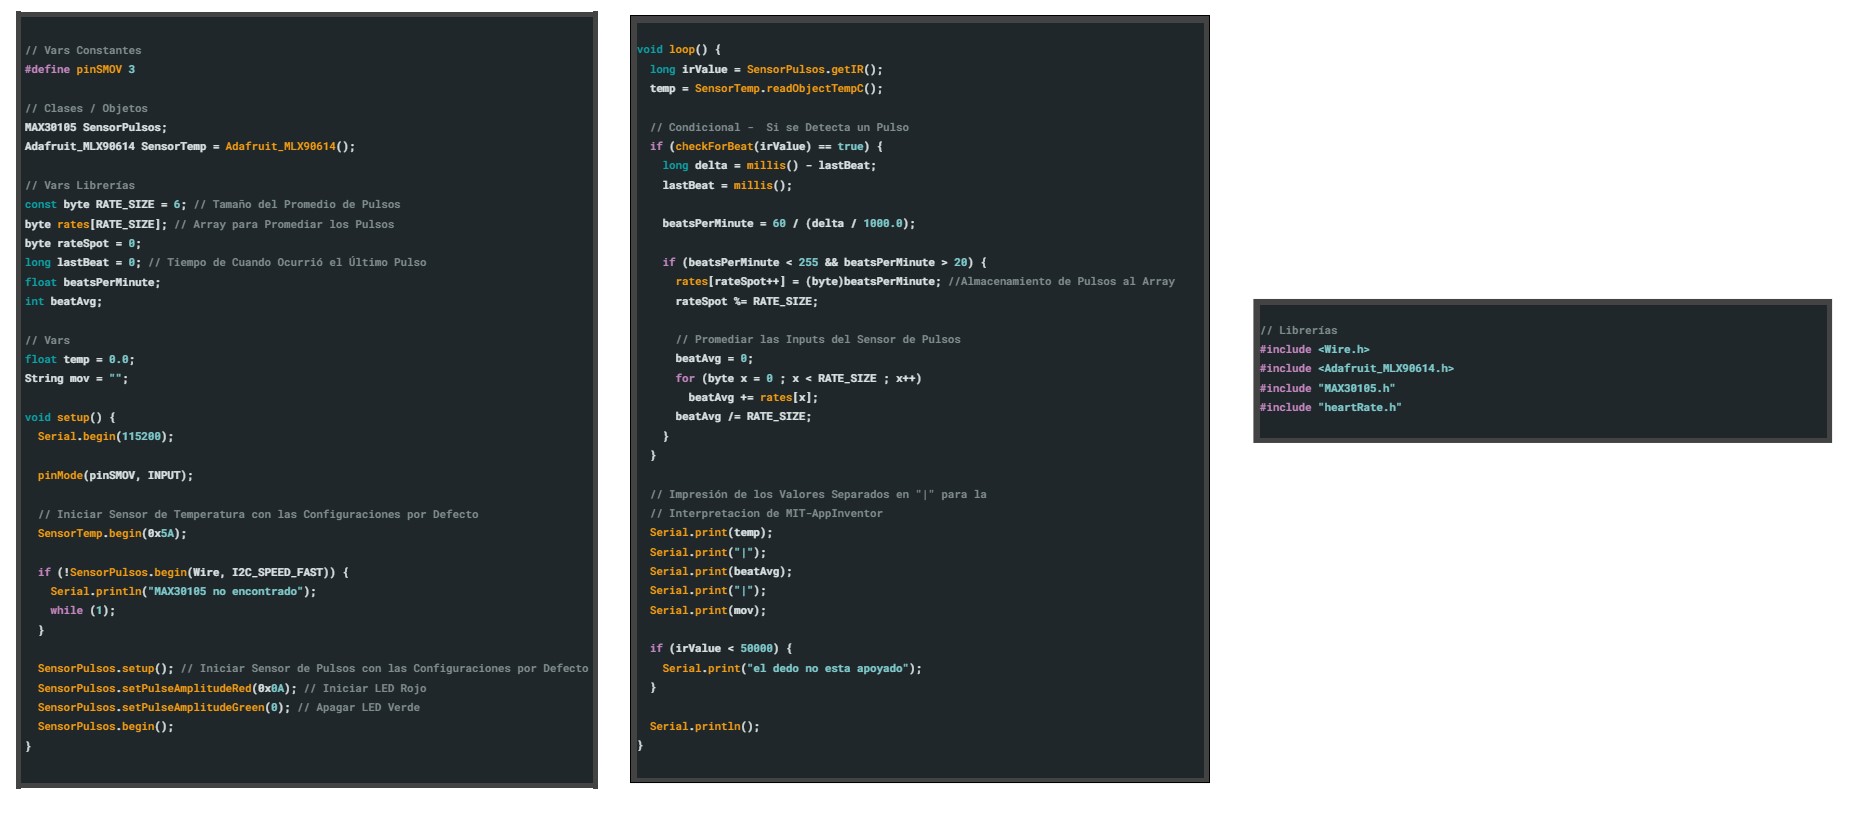 // Vars Constantes
#define pinSMOV 3
// Clases / Objetos
MAX30105 SensorPulsos;
Adafruit_MLX90614 SensorTemp = Adafruit_MLX90614();
// Vars Librerías
const byte RATE_SIZE = 6; // Tamaño del Promedio de Pulsos
byte rates[RATE_SIZE]; // Array para Promediar los Pulsos
byte rateSpot = 0;
long lastBeat = 0; // Tiempo de Cuando Ocurrió el Último Pulso
float beatsPerMinute;
int beatAvg;
// Vars
float temp = 0.0;
String mov = "";
void setup() {
  Serial.begin(115200);
  pinMode(pinSMOV, INPUT);
  // Iniciar Sensor de Temperatura con las Configuraciones por Defecto
  SensorTemp.begin(0x5A);
  if (!SensorPulsos.begin(Wire, I2C_SPEED_FAST)) {
    Serial.println("MAX30105 no encontrado");
    while (1);
  }
  SensorPulsos.setup(); // Iniciar Sensor de Pulsos con las Configuraciones por Defecto
  SensorPulsos.setPulseAmplitudeRed(0x0A); // Iniciar LED Rojo
  SensorPulsos.setPulseAmplitudeGreen(0); // Apagar LED Verde
  SensorPulsos.begin();
}
void loop() {
  long irValue = SensorPulsos.getIR();
  temp = SensorTemp.readObjectTempC();
  // Condicional -  Si se Detecta un Pulso
  if (checkForBeat(irValue) == true) {
    long delta = millis() - lastBeat;
    lastBeat = millis();
    beatsPerMinute = 60 / (delta / 1000.0);
    if (beatsPerMinute < 255 && beatsPerMinute > 20) {
      rates[rateSpot++] = (byte)beatsPerMinute; //Almacenamiento de Pulsos al Array
      rateSpot %= RATE_SIZE;
      // Promediar las Inputs del Sensor de Pulsos
      beatAvg = 0;
      for (byte x = 0 ; x < RATE_SIZE ; x++)
        beatAvg += rates[x];
      beatAvg /= RATE_SIZE;
    }
  }
  // Impresión de los Valores Separados en "|" para la
  // Interpretacion de MIT-AppInventor
  Serial.print(temp);
  Serial.print("|");
  Serial.print(beatAvg);
  Serial.print("|");
  Serial.print(mov);
  if (irValue < 50000) {
    Serial.print("el dedo no esta apoyado");
  }
  Serial.println();
}
// Librerías
#include <Wire.h>
#include <Adafruit_MLX90614.h>
#include "MAX30105.h"
#include "heartRate.h"